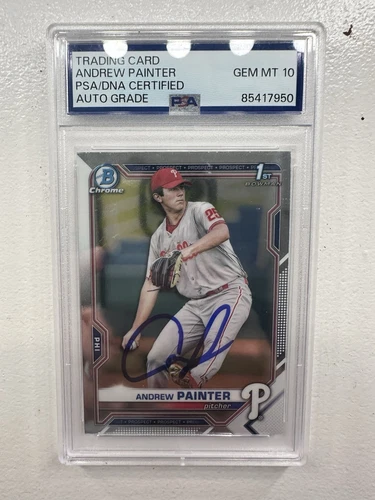 TRADING CARD
ANDREW PAINTER
PSA/DNA CERTIFIED
AUTO GRADE
GEM MT 10
85417950
PSA
PROSPECT PROSPECT PROSPECT
B
Chrome
1ST
BOWMAN
P
25
PHI
ANDREW PAINTER
pitcher
P